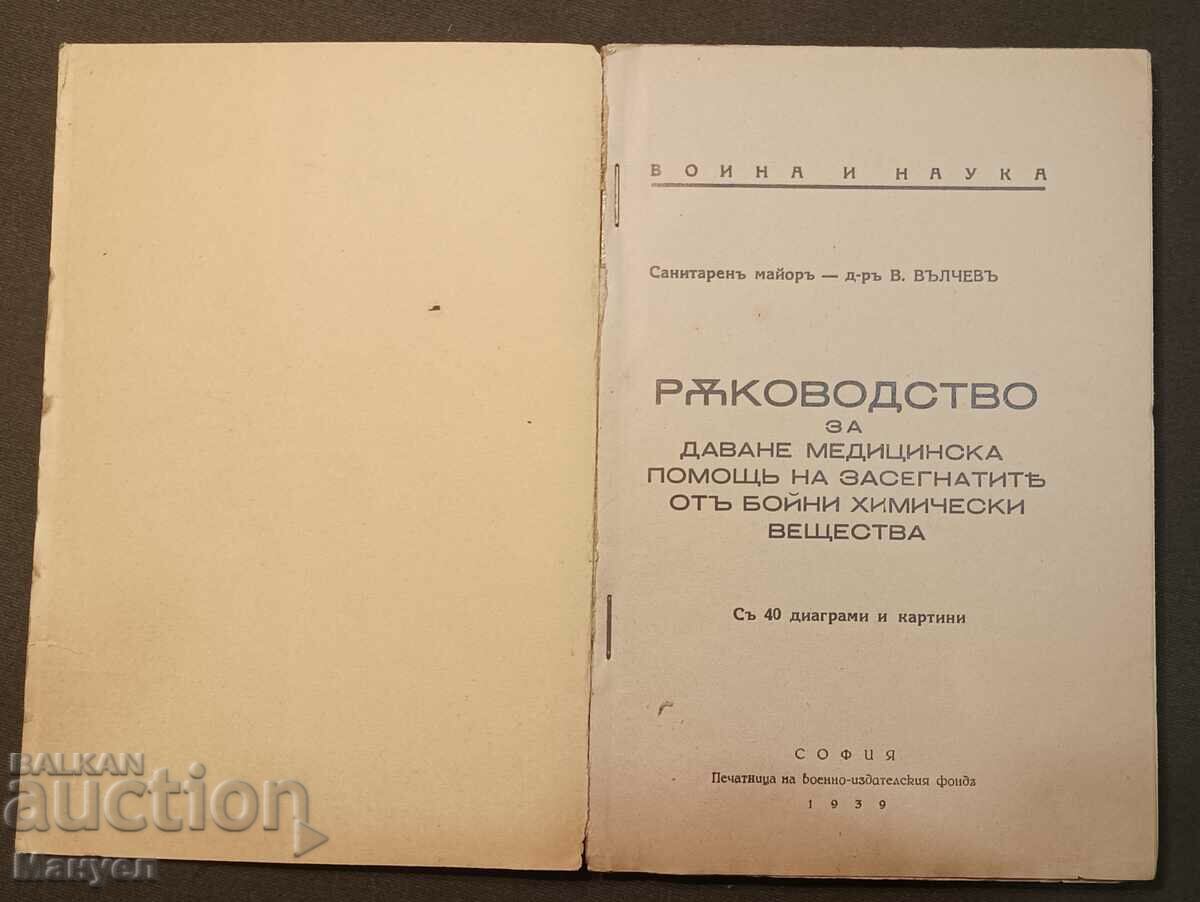 ВОИНА И НАУКА
Санитаренъ майоръ — д-ръ В. ВЪЛЧЕВЪ
РѪКОВОДСТВО
ЗА
ДАВАНЕ МЕДИЦИНСКА
ПОМОЩЬ НА ЗАСЕГНАТИТѢ
ОТЪ БОЙНИ ХИМИЧЕСКИ
ВЕЩЕСТВА
Съ 40 диаграми и картини
СОФИЯ
Печатница на военно-издателския фондъ
1939
BALKAN
auction
Мануел